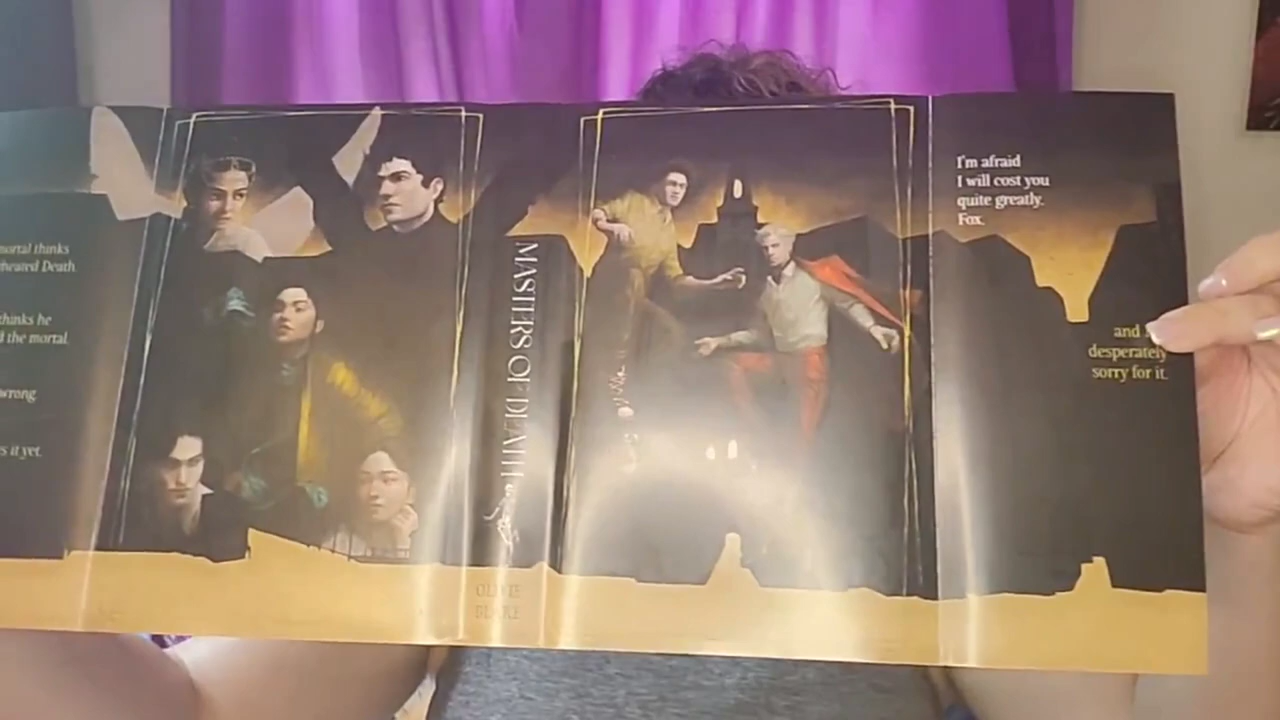 mortal thinks
cheated Death.
thinks he
d the mortal.
wrong.
s it yet.
MASTERS OF DEATH
OLIVIE
BLAKE
I'm afraid
I will cost you
quite greatly.
Fox,
and
desperately
sorry for it.